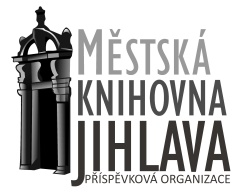 MĚSTSKÁ
KNIHOVNA
JIHLAVA
PŘÍSPĚVKOVÁ ORGANIZACE